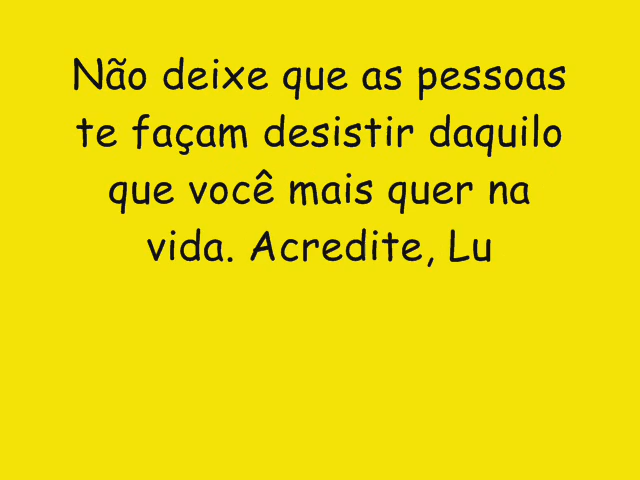 Não deixe que as pessoas
te façam desistir daquilo
que você mais quer na
vida. Acredite, Lu